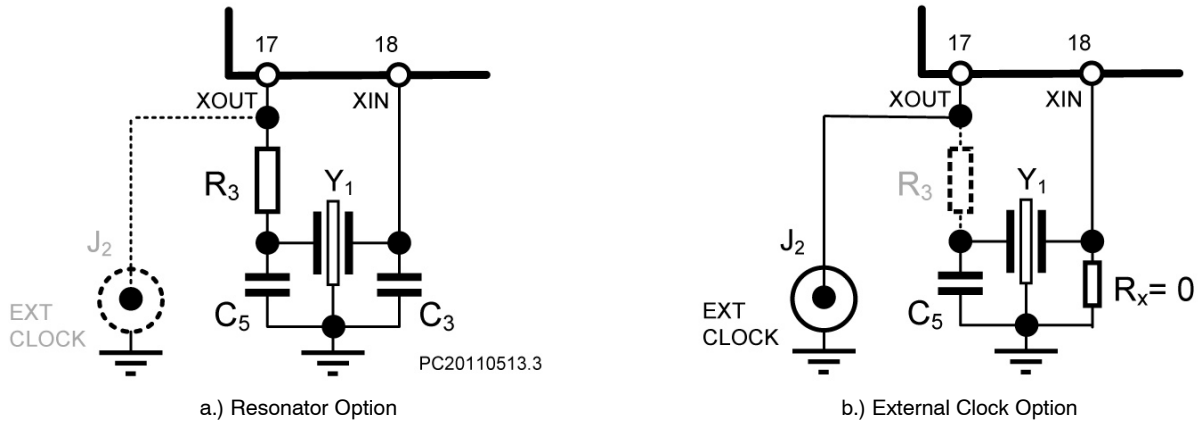 17 18
XOUT XIN
R3 Y1
J2
EXT
CLOCK
C5 C3
PC20110513.3
a.) Resonator Option
17 18
XOUT XIN
R3 Y1
J2
EXT
CLOCK
C5 Rx= 0
b.) External Clock Option